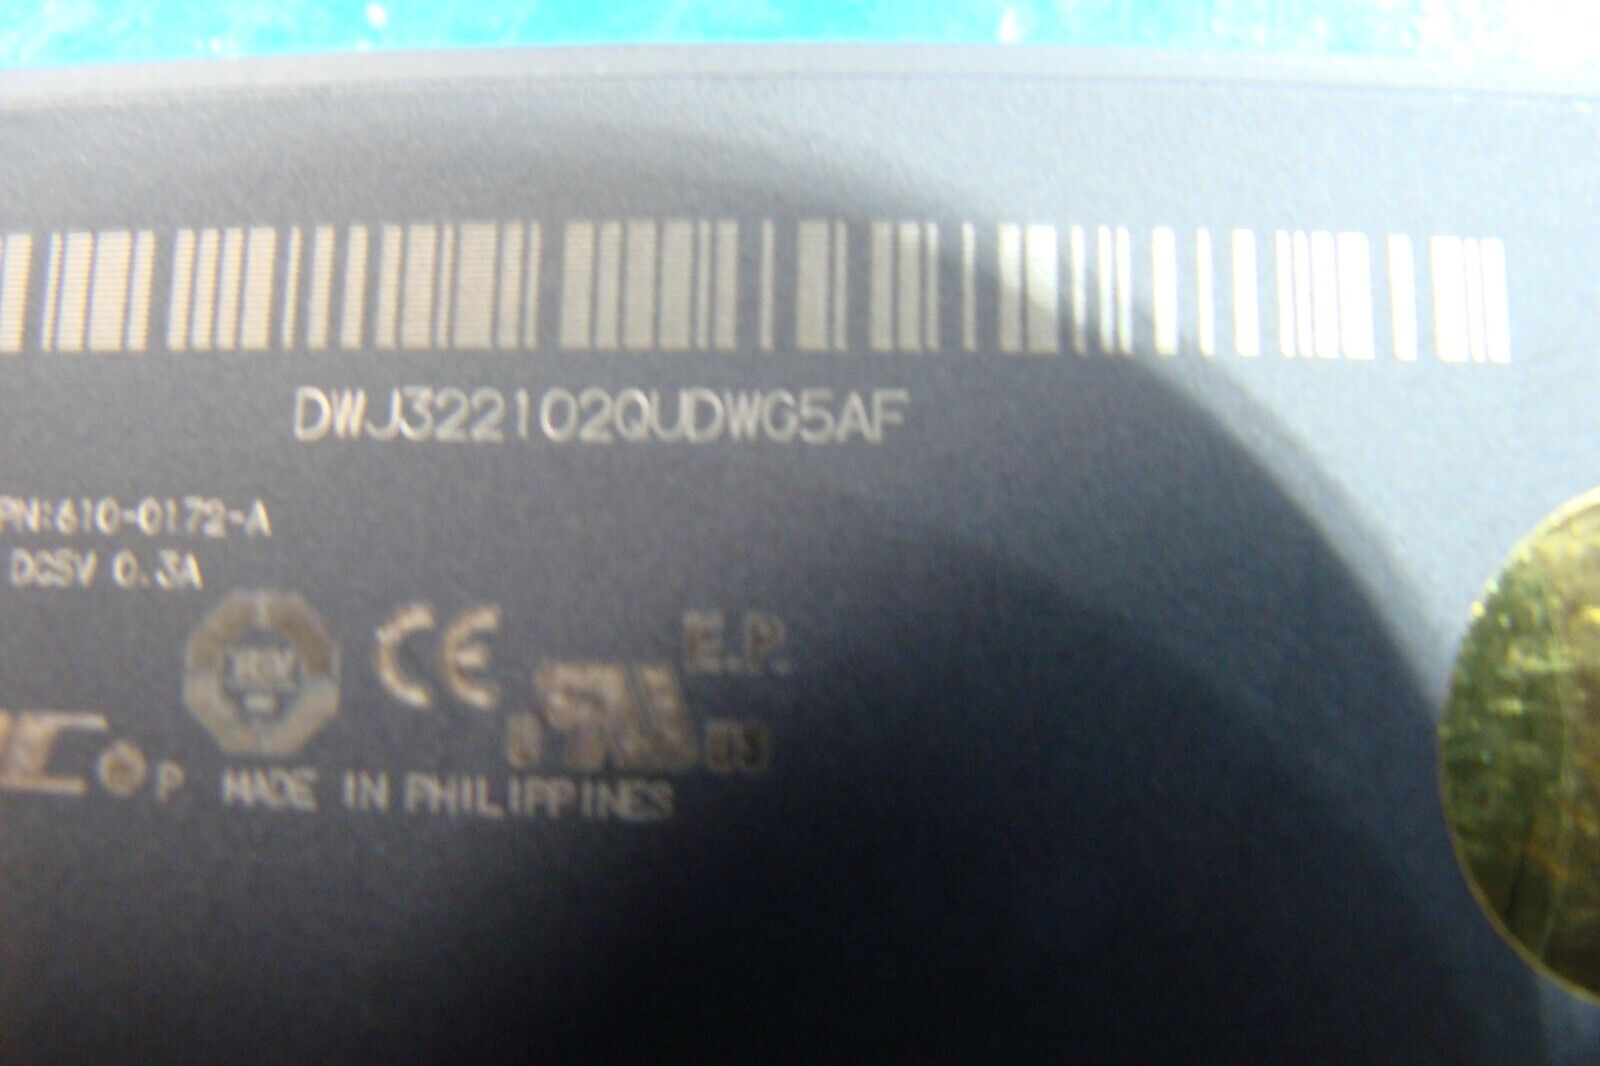 DWJ322102QUDWG5AF
PN:610-0172-A
DC5V 0.3A
CE
E.P.
P MADE IN PHILIPPINES